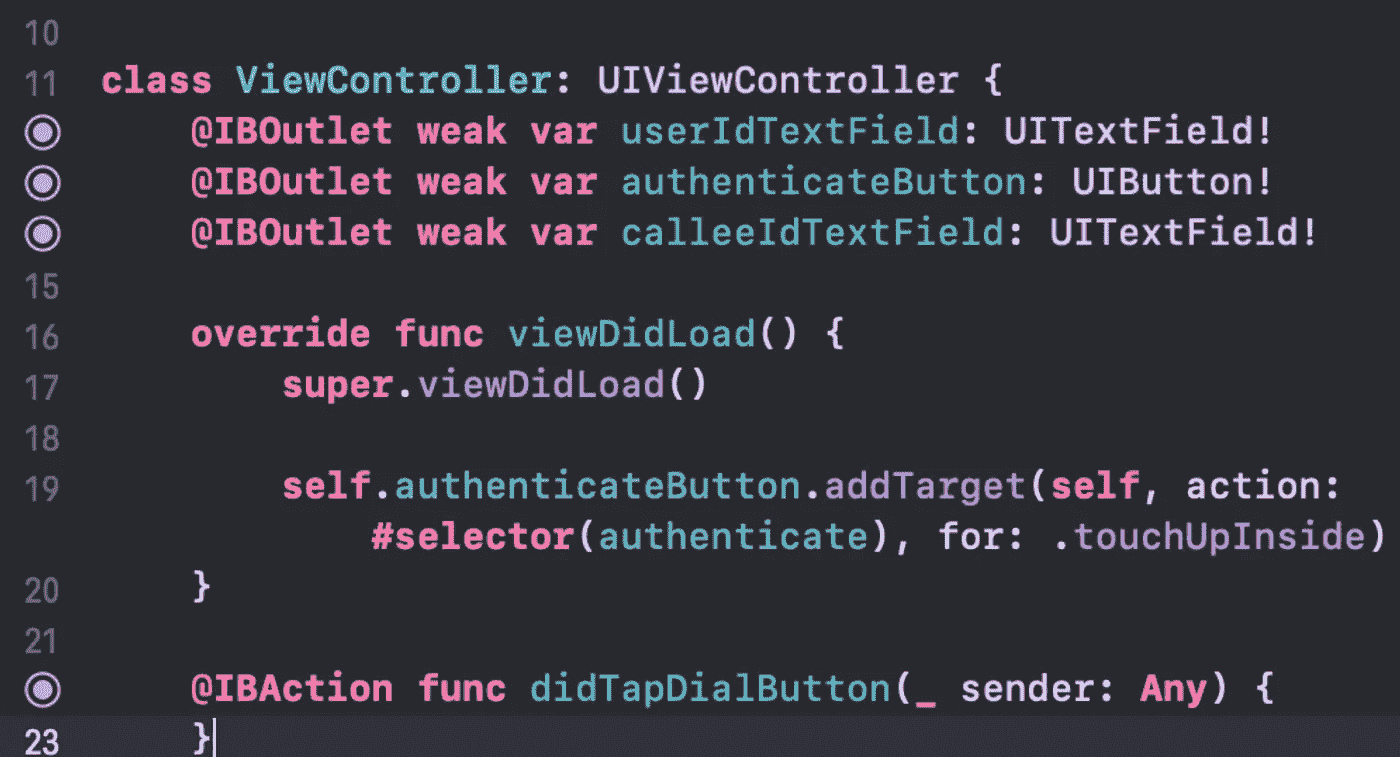 10
11 class ViewController: UIViewController {
@IBOutlet weak var userIdTextField: UITextField!
@IBOutlet weak var authenticateButton: UIButton!
@IBOutlet weak var calleeIdTextField: UITextField!
15
16 override func viewDidLoad() {
17 super.viewDidLoad()
18
19 self.authenticateButton.addTarget(self, action:
#selector(authenticate), for: .touchUpInside)
20 }
21
@IBAction func didTapDialButton(_ sender: Any) {
23 }